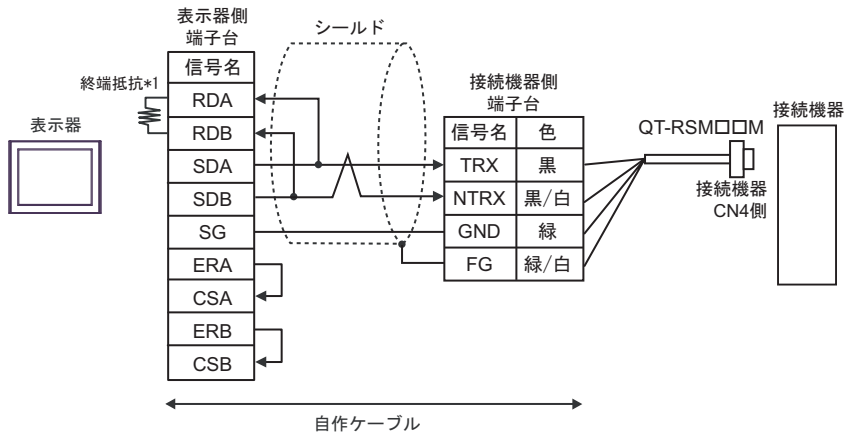 表示器側
端子台
シールド
信号名
終端抵抗*1
RDA
RDB
SDA
SDB
SG
ERA
CSA
ERB
CSB
表示器
接続機器側
端子台
信号名 色
TRX 黒
NTRX 黒/白
GND 緑
FG 緑/白
QT-RSM□□M
接続機器
CN4側
接続機器
自作ケーブル